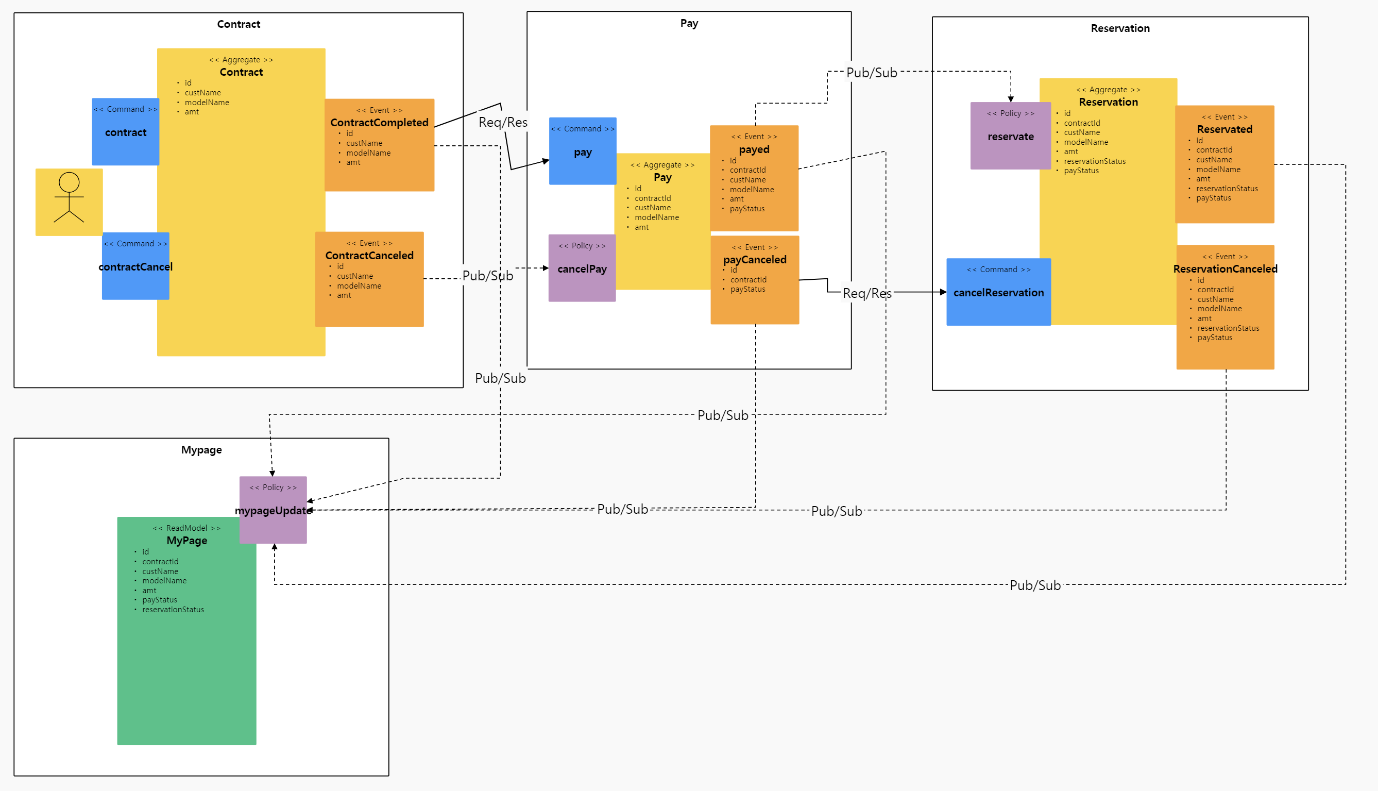 Contract
<< Aggregate >>
Contract
id
custName
modelName
amt
<< Command >>
contract
<< Event >>
ContractCompleted
id
custName
modelName
amt
<< Command >>
contractCancel
<< Event >>
ContractCanceled
id
custName
modelName
amt
Req/Res
Pub/Sub
Pub/Sub
Pay
<< Command >>
pay
<< Aggregate >>
Pay
id
contractId
custName
modelName
amt
<< Event >>
payed
id
contractId
custName
modelName
amt
payStatus
<< Policy >>
cancelPay
<< Event >>
payCanceled
id
contractId
payStatus
Pub/Sub
Req/Res
Reservation
<< Policy >>
reservate
<< Aggregate >>
Reservation
id
contractId
custName
modelName
amt
reservationStatus
payStatus
<< Event >>
Reservated
id
contractId
custName
modelName
amt
reservationStatus
payStatus
<< Command >>
cancelReservation
<< Event >>
ReservationCanceled
id
contractId
custName
modelName
amt
reservationStatus
payStatus
Pub/Sub
Pub/Sub
Pub/Sub
Pub/Sub
Mypage
<< Policy >>
mypageUpdate
<< ReadModel >>
MyPage
id
contractId
custName
modelName
amt
payStatus
reservationStatus